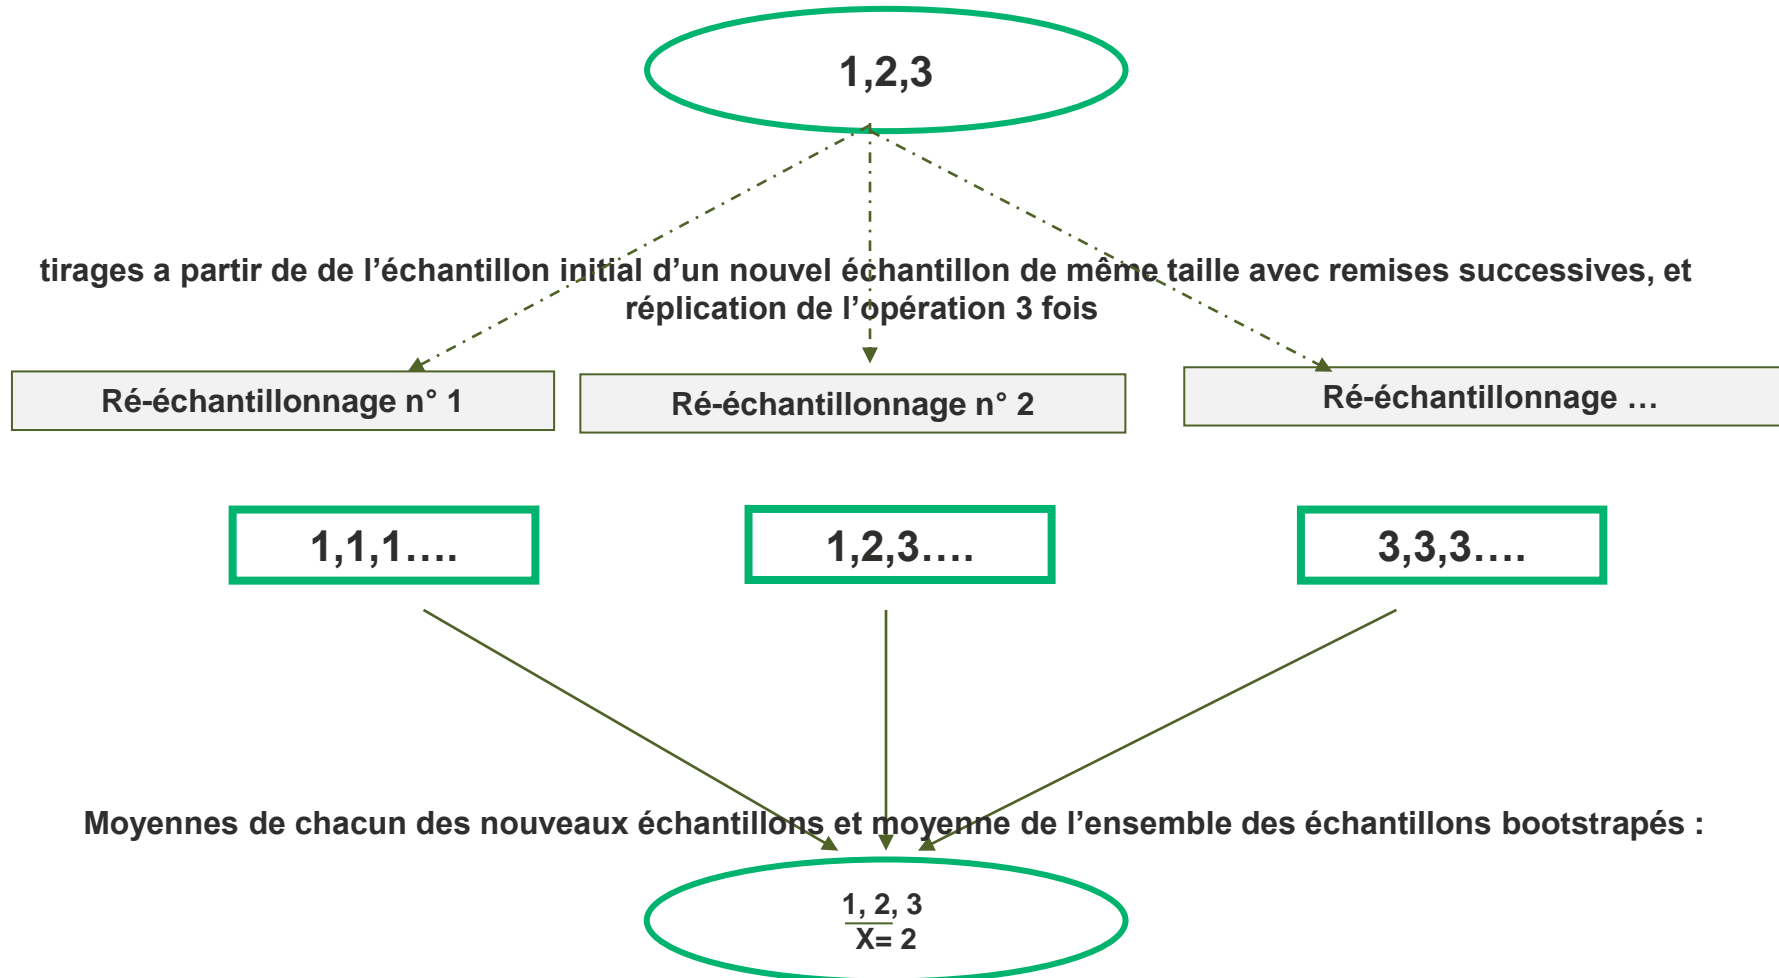 1,2,3
tirages a partir de de l’échantillon initial d’un nouvel échantillon de même taille avec remises successives, et
réplication de l’opération 3 fois
Ré-échantillonnage n° 1
Ré-échantillonnage n° 2
Ré-échantillonnage …
1,1,1….
1,2,3….
3,3,3….
Moyennes de chacun des nouveaux échantillons et moyenne de l’ensemble des échantillons bootstrapés :
1, 2, 3
X= 2